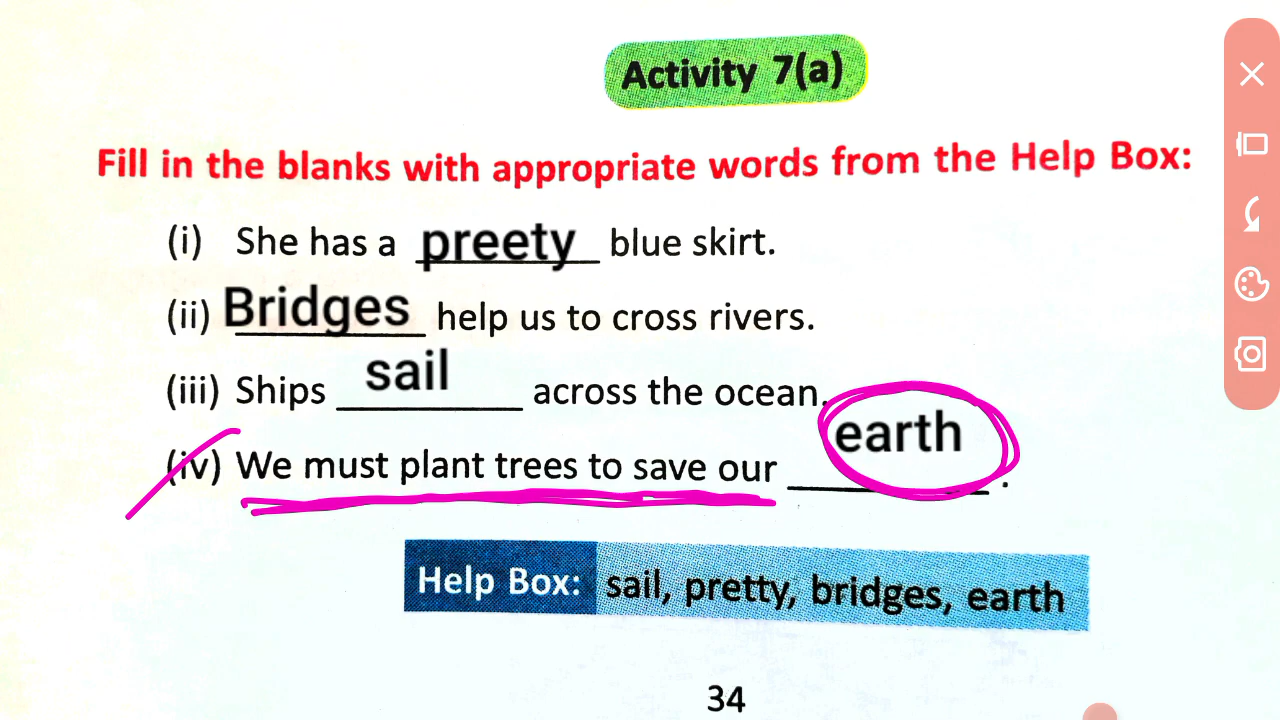 Activity 7(a)
Fill in the blanks with appropriate words from the Help Box:
(i) She has a preety blue skirt.
(ii) Bridges help us to cross rivers.
(iii) Ships sail across the ocean.
(iv) We must plant trees to save our earth.
Help Box: sail, pretty, bridges, earth
34